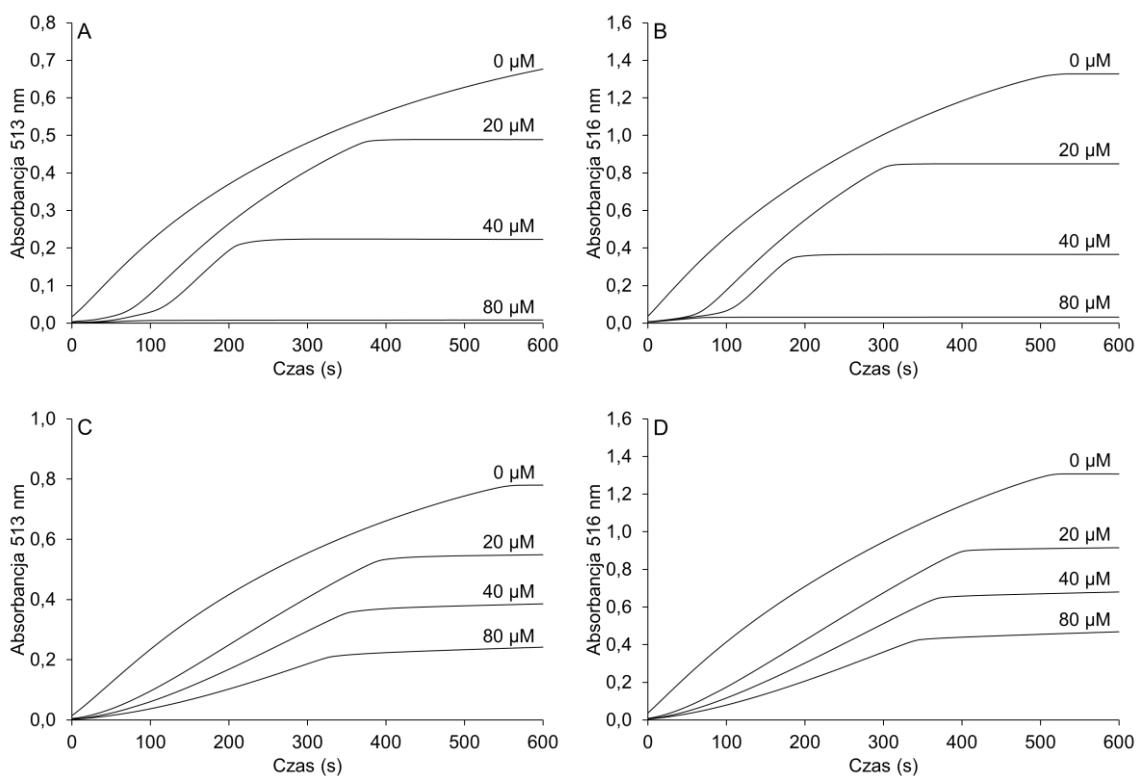 A
Absorbancja 513 nm
0,8
0,7
0,6
0,5
0,4
0,3
0,2
0,1
0,0
0 µM
20 µM
40 µM
80 µM
0 100 200 300 400 500 600
Czas (s)
B
Absorbancja 516 nm
1,6
1,4
1,2
1,0
0,8
0,6
0,4
0,2
0,0
0 µM
20 µM
40 µM
80 µM
0 100 200 300 400 500 600
Czas (s)
C
Absorbancja 513 nm
1,0
0,8
0,6
0,4
0,2
0,0
0 µM
20 µM
40 µM
80 µM
0 100 200 300 400 500 600
Czas (s)
D
Absorbancja 516 nm
1,6
1,4
1,2
1,0
0,8
0,6
0,4
0,2
0,0
0 µM
20 µM
40 µM
80 µM
0 100 200 300 400 500 600
Czas (s)